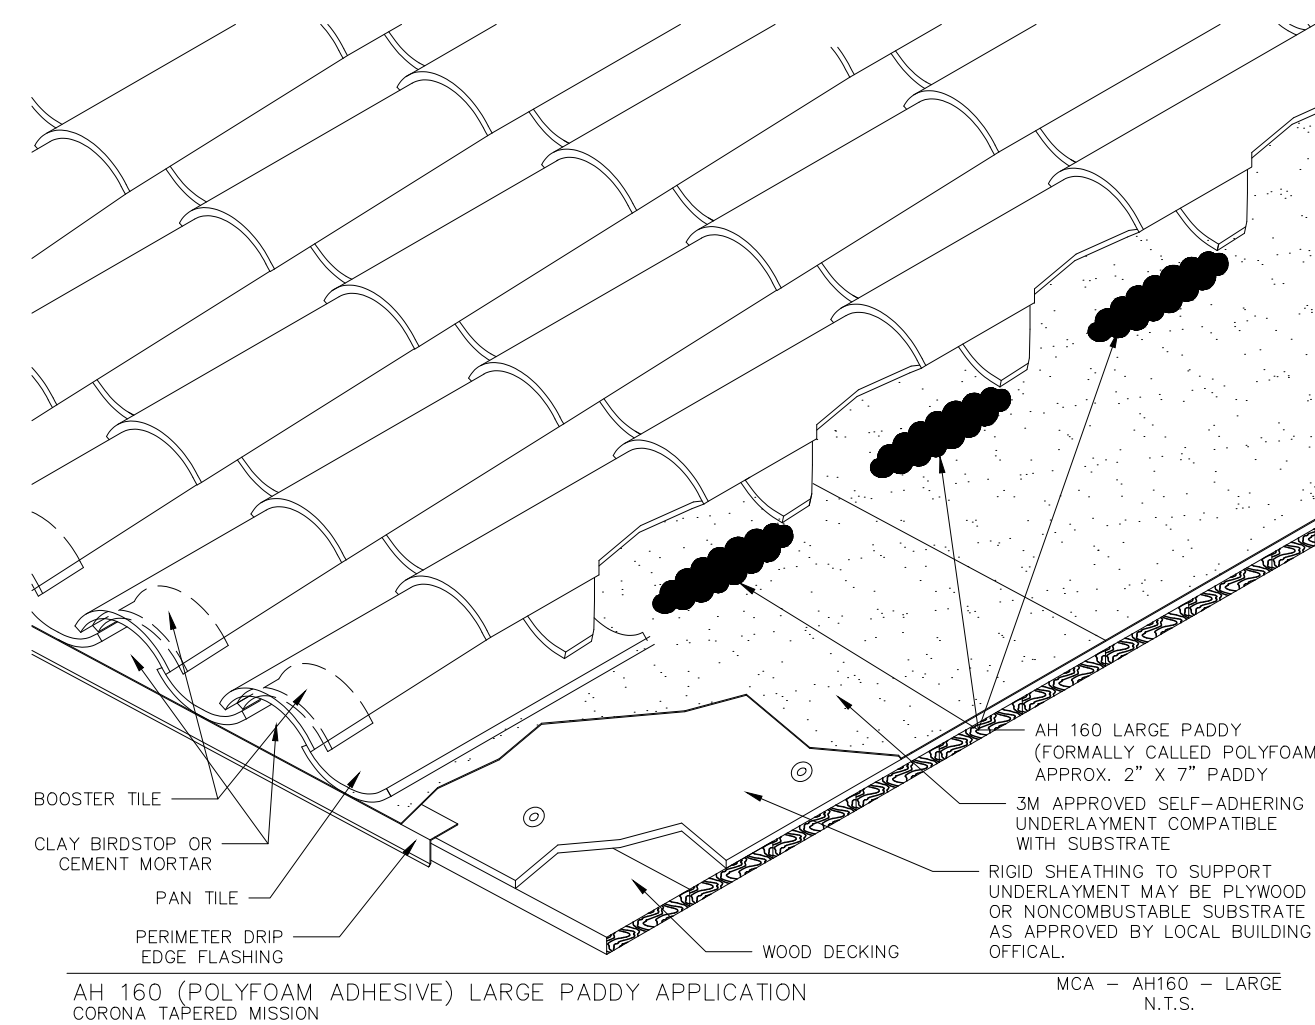 AH 160 LARGE PADDY
(FORMALLY CALLED POLYFOAM
APPROX. 2” X 7” PADDY
BOOSTER TILE
3M APPROVED SELF-ADHERING
UNDERLAYMENT COMPATIBLE
WITH SUBSTRATE
CLAY BIRDSTOP OR
CEMENT MORTAR
RIGID SHEATHING TO SUPPORT
UNDERLAYMENT MAY BE PLYWOOD
OR NONCOMBUSTABLE SUBSTRATE
AS APPROVED BY LOCAL BUILDING
OFFICAL.
PAN TILE
PERIMETER DRIP
EDGE FLASHING
WOOD DECKING
AH 160 (POLYFOAM ADHESIVE) LARGE PADDY APPLICATION
CORONA TAPERED MISSION
MCA - AH160 - LARGE
N.T.S.